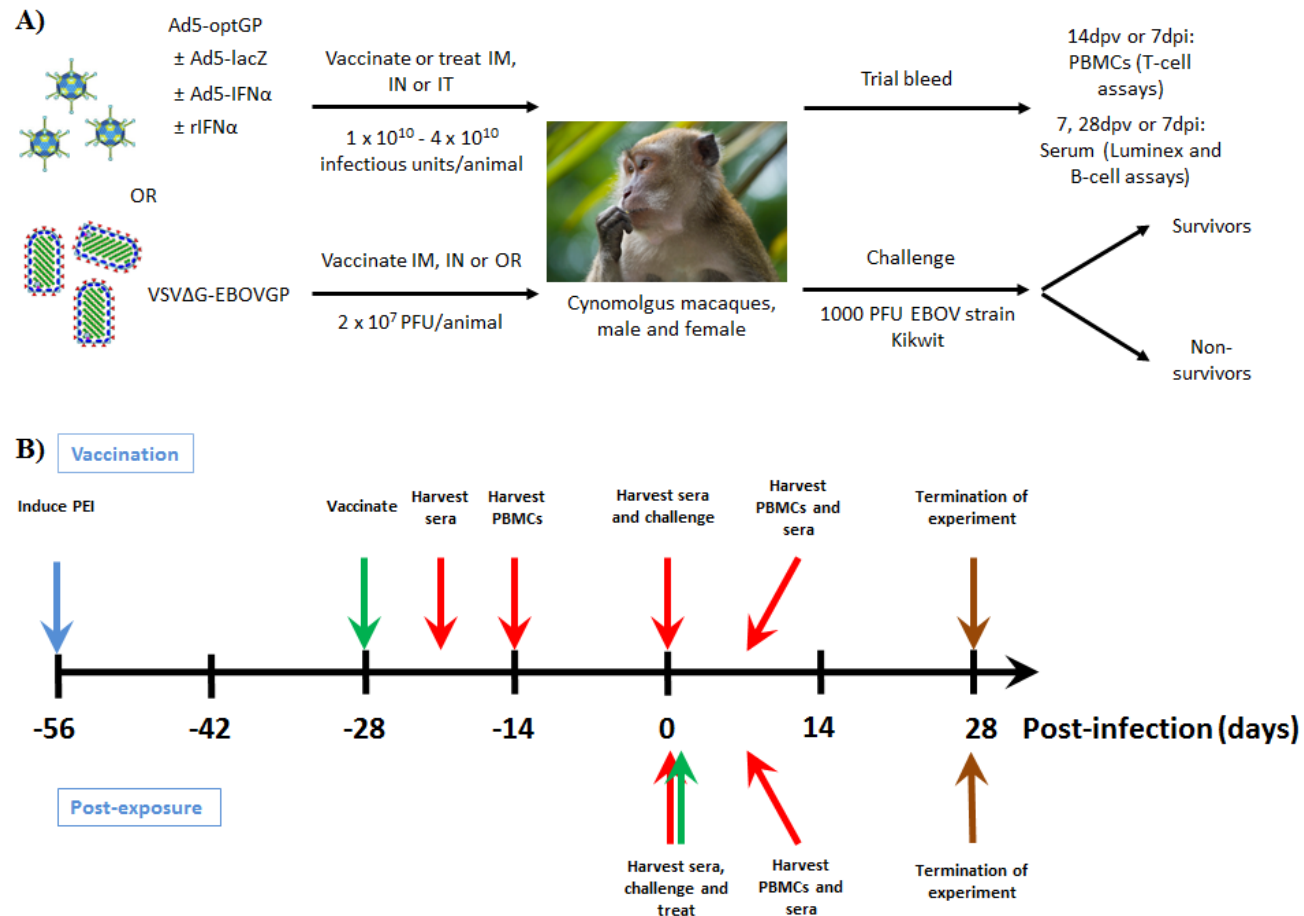 A)
Ad5-optGP
± Ad5-lacZ
± Ad5-IFNα
± rIFNα
OR
VSVΔG-EBOVGP
Vaccinate or treat IM,
IN or IT
1 x 10¹⁰ - 4 x 10¹⁰
infectious units/animal
Vaccinate IM, IN or OR
2 x 10⁷ PFU/animal
Cynomolgus macaques,
male and female
Trial bleed
14dpv or 7dpi:
PBMCs (T-cell
assays)
7, 28dpv or 7dpi:
Serum (Luminex and
B-cell assays)
Challenge
1000 PFU EBOV strain
Kikwit
Survivors
Non-
survivors
B)
Vaccination
Induce PEI
Vaccinate
Harvest
sera
Harvest
PBMCs
Harvest sera
and challenge
Harvest
PBMCs and
sera
Termination of
experiment
-56 -42 -28 -14 0 14 28 Post-infection (days)
Post-exposure
Harvest sera,
challenge and
treat
Harvest
PBMCs and
sera
Termination of
experiment